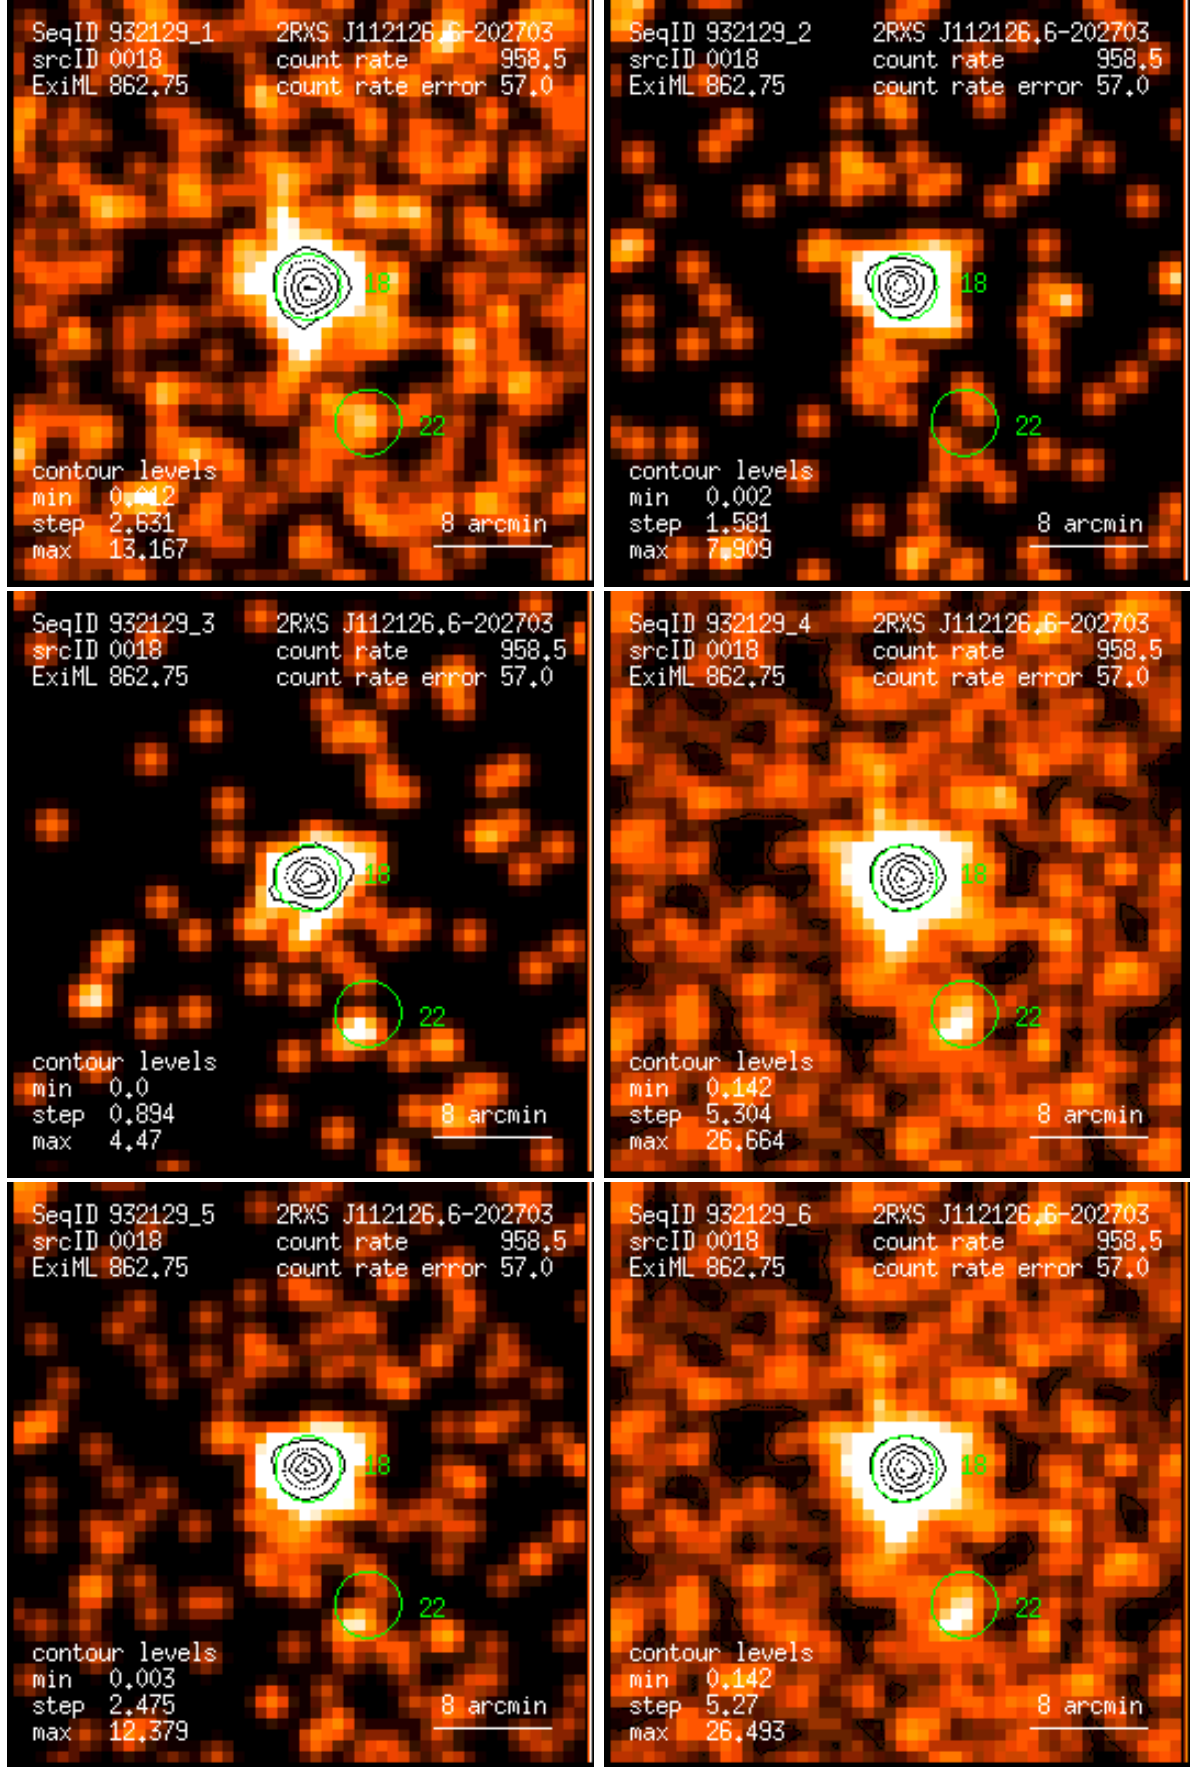 SeqID 932129_1 2RXS J112126.6-202703
srcID 0018 count rate 958.5
ExiML 862.75 count rate error 57.0
18
22
contour levels
min 0.012
step 2.631
max 13.167
8 arcmin
SeqID 932129_2 2RXS J112126.6-202703
srcID 0018 count rate 958.5
ExiML 862.75 count rate error 57.0
18
22
contour levels
min 0.002
step 1.581
max 7.909
8 arcmin
SeqID 932129_3 2RXS J112126.6-202703
srcID 0018 count rate 958.5
ExiML 862.75 count rate error 57.0
18
22
contour levels
min 0.0
step 0.894
max 4.47
8 arcmin
SeqID 932129_4 2RXS J112126.6-202703
srcID 0018 count rate 958.5
ExiML 862.75 count rate error 57.0
18
22
contour levels
min 0.142
step 5.304
max 26.664
8 arcmin
SeqID 932129_5 2RXS J112126.6-202703
srcID 0018 count rate 958.5
ExiML 862.75 count rate error 57.0
18
22
contour levels
min 0.003
step 2.475
max 12.379
8 arcmin
SeqID 932129_6 2RXS J112126.6-202703
srcID 0018 count rate 958.5
ExiML 862.75 count rate error 57.0
18
22
contour levels
min 0.142
step 5.27
max 26.493
8 arcmin